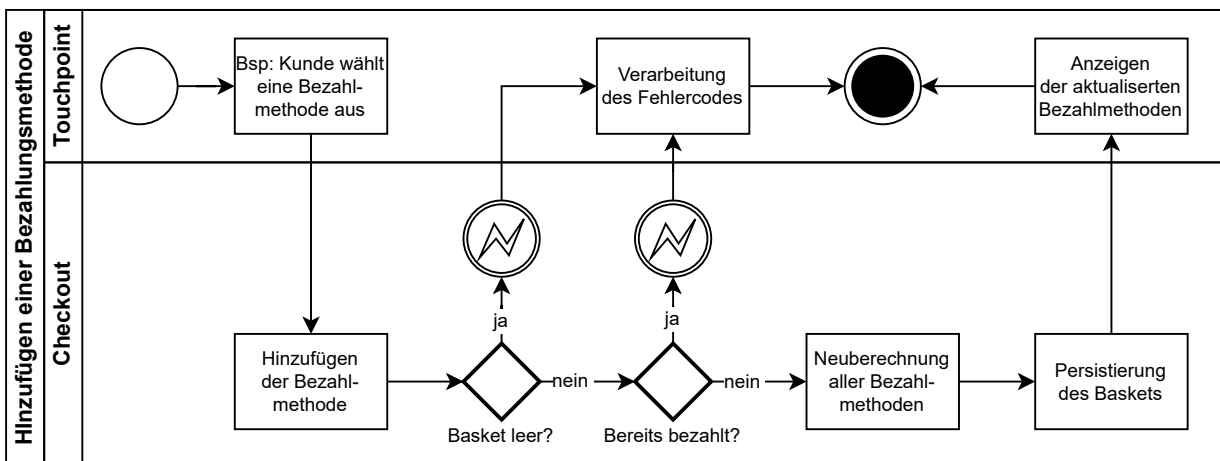 HInzufügen einer Bezahlungsmethode
Touchpoint
Bsp: Kunde wählt
eine Bezahl-
methode aus
Verarbeitung
des Fehlercodes
Anzeigen
der aktualiserten
Bezahlmethoden
Checkout
ja
ja
Hinzufügen
der Bezahl-
methode
nein
nein
Neuberechnung
aller Bezahl-
methoden
Persistierung
des Baskets
Basket leer?
Bereits bezahlt?